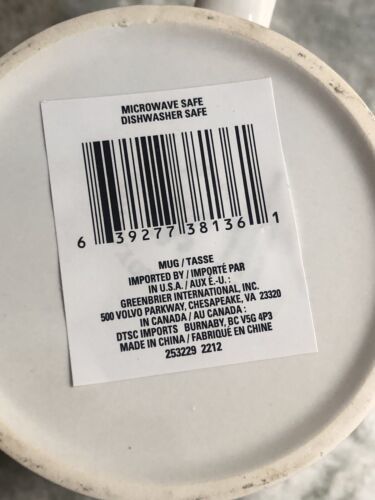 MICROWAVE SAFE
DISHWASHER SAFE
6 39277 38136 1
MUG / TASSE
IMPORTED BY / IMPORTÉ PAR
IN U.S.A. / AUX É.-U. :
GREENBRIER INTERNATIONAL, INC.
500 VOLVO PARKWAY, CHESAPEAKE, VA 23320
IN CANADA / AU CANADA :
DTSC IMPORTS BURNABY, BC V5G 4P3
MADE IN CHINA / FABRIQUÉ EN CHINE
253229 2212